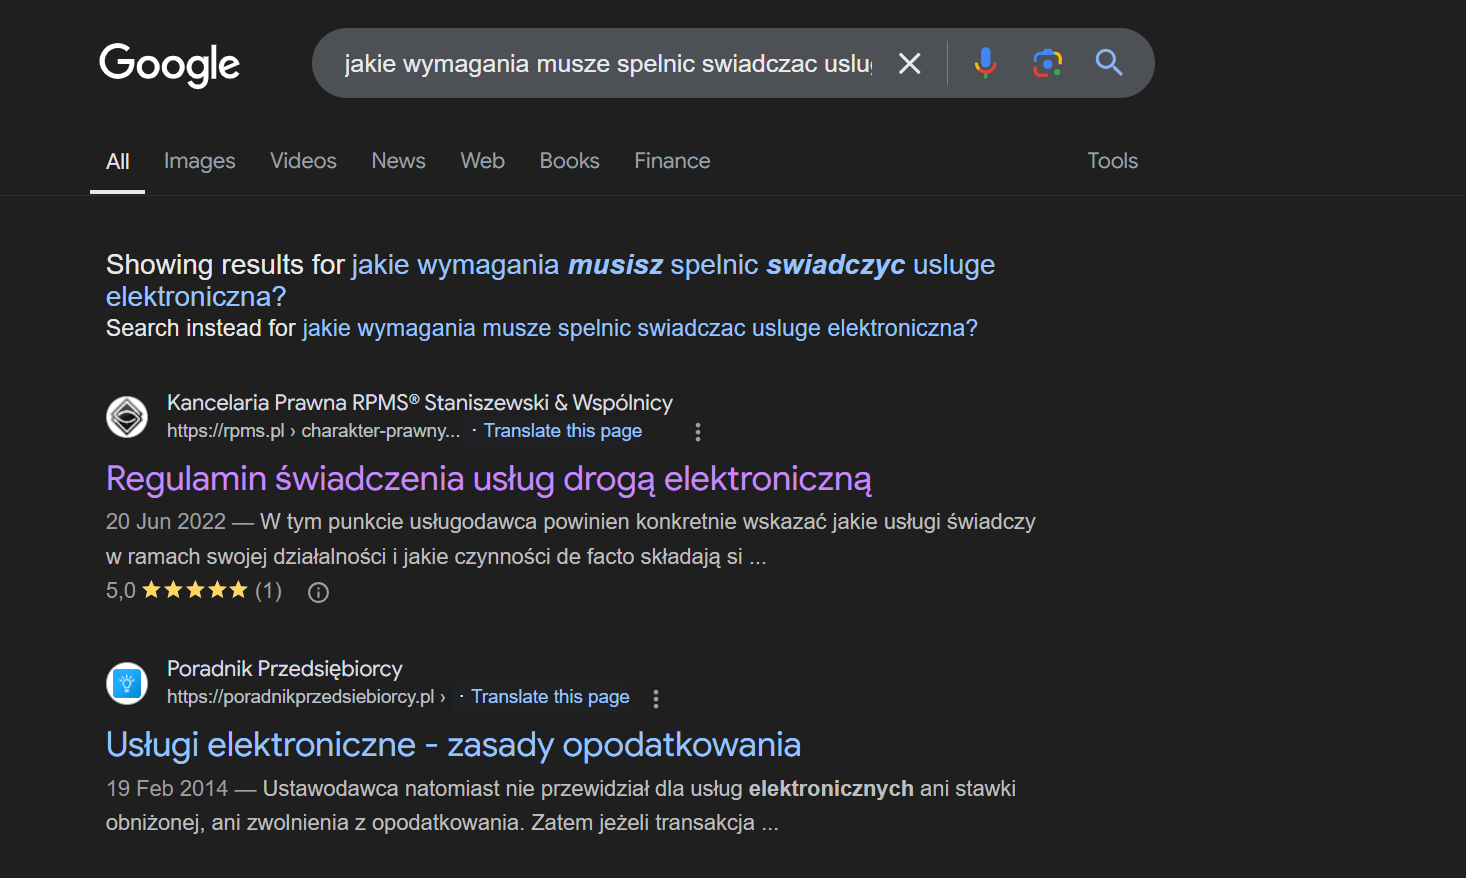 Google
jakie wymagania musze spelnic swiadczac uslu
All Images Videos News Web Books Finance Tools
Showing results for jakie wymagania musisz spelnic swiadczyc usluge
elektroniczna?
Search instead for jakie wymagania musze spelnic swiadczac usluge elektroniczna?
Kancelaria Prawna RPMS® Staniszewski & Wspólnicy
https://rpms.pl › charakter-prawny... · Translate this page
Regulamin świadczenia usług drogą elektroniczną
20 Jun 2022 — W tym punkcie usługodawca powinien konkretnie wskazać jakie usługi świadczy
w ramach swojej działalności i jakie czynności de facto składają si ...
5,0 ★★★★★ (1)
Poradnik Przedsiębiorcy
https://poradnikprzedsiebiorcy.pl › · Translate this page
Usługi elektroniczne - zasady opodatkowania
19 Feb 2014 — Ustawodawca natomiast nie przewidział dla usług elektronicznych ani stawki
obniżonej, ani zwolnienia z opodatkowania. Zatem jeżeli transakcja ...